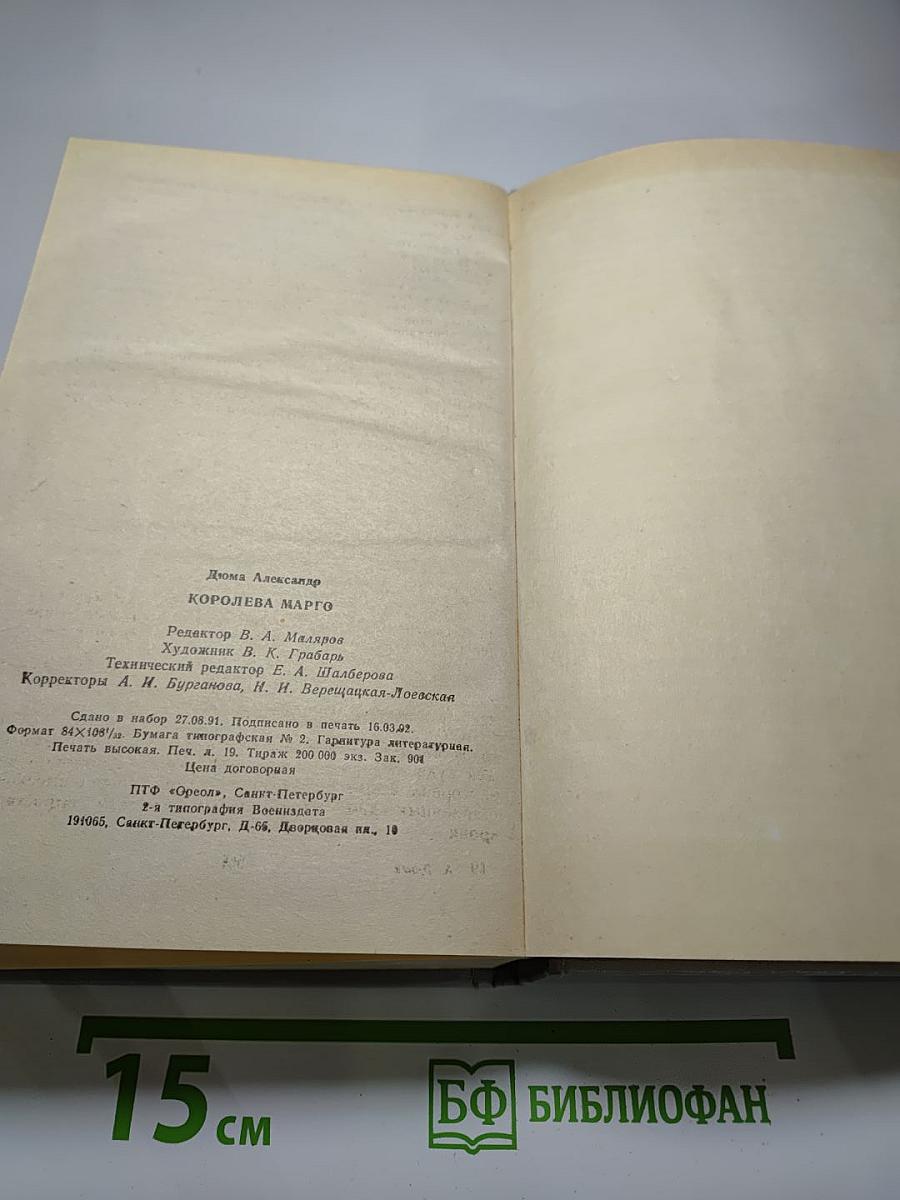 Дюма Александр
КОРОЛЕВА МАРГО
Редактор В. А. Маляров
Художник В. К. Грабарь
Технический редактор Е. А. Шалберова
Корректоры А. И. Бурганова, Н. И. Верещацкая-Лоевская
Сдано в набор 27.08.91. Подписано в печать 16.03.92.
Формат 84×108¹/₃₂. Бумага типографская № 2. Гарнитура литературная.
Печать высокая. Печ. л. 19. Тираж 200 000 экз. Зак. 901
Цена договорная
ПТФ «Ореол», Санкт-Петербург
2-я типография Воениздата
191065, Санкт-Петербург, Д-65, Дворцовая пл., 10
15 см
БФ БИБЛИОФАН